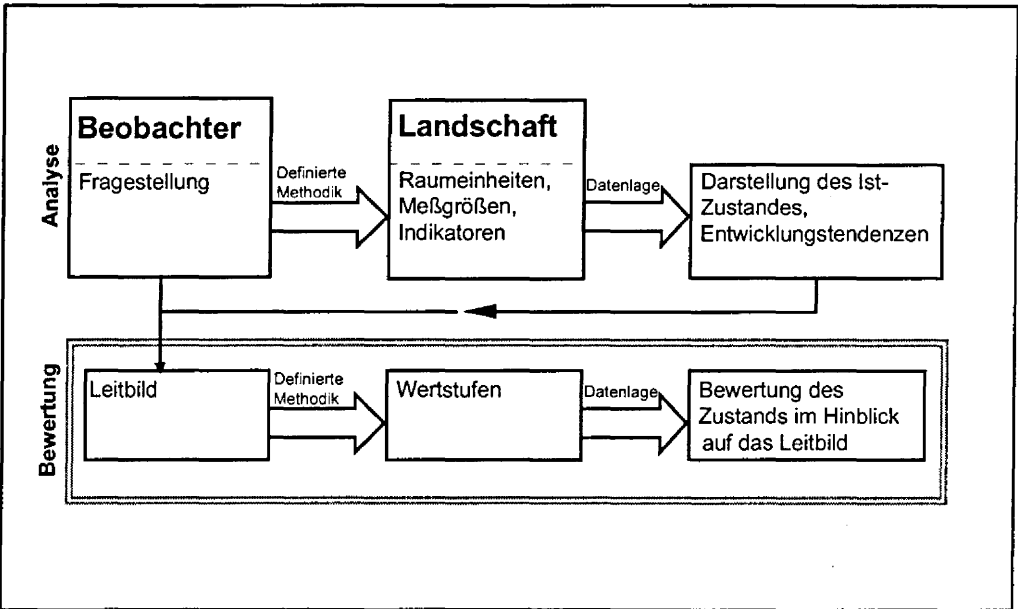 Analyse
Beobachter
Fragestellung
Definierte
Methodik
Landschaft
Raumeinheiten,
Meßgrößen,
Indikatoren
Datenlage
Darstellung des Ist-
Zustandes,
Entwicklungstendenzen
Bewertung
Leitbild
Definierte
Methodik
Wertstufen
Datenlage
Bewertung des
Zustands im Hinblick
auf das Leitbild